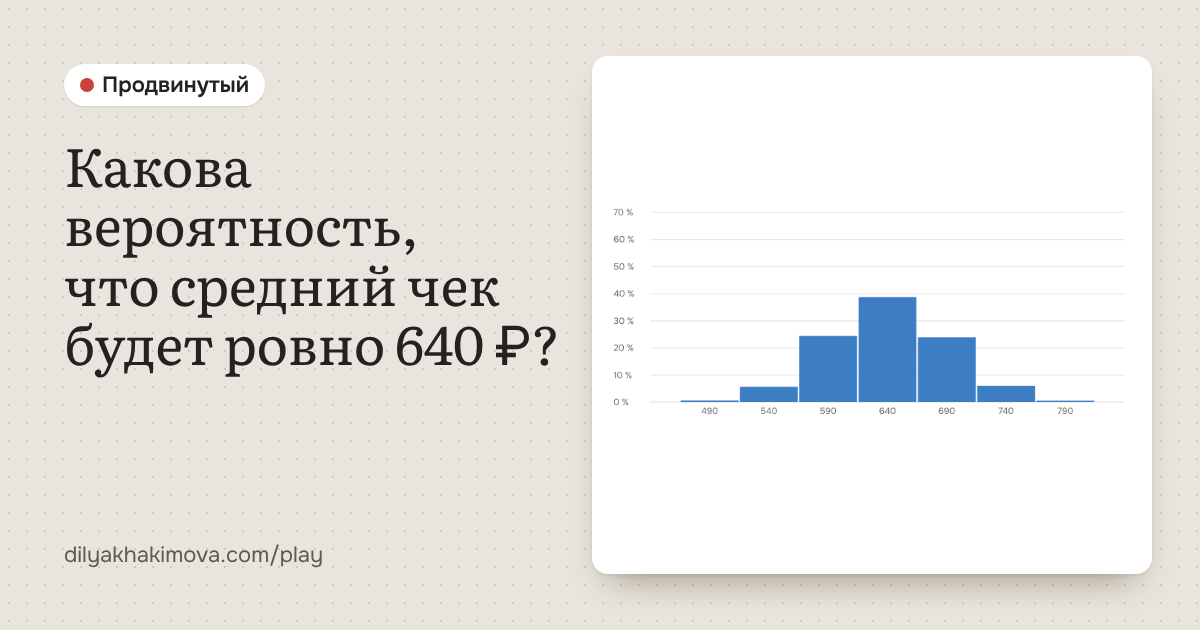 Продвинутый
Какова
вероятность,
что средний чек
будет ровно 640 ₽?
dilyakhakimova.com/play
70 %
60 %
50 %
40 %
30 %
20 %
10 %
0 %
490 540 590 640 690 740 790